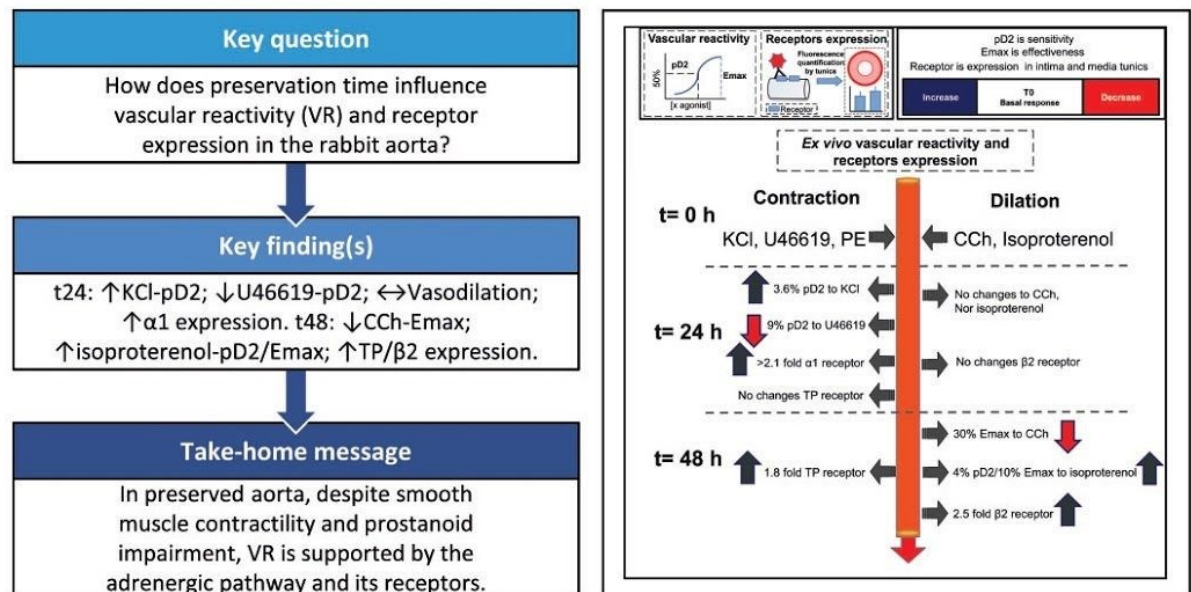 Key question
How does preservation time influence
vascular reactivity (VR) and receptor
expression in the rabbit aorta?
Key finding(s)
t24: ↑KCl-pD2; ↓U46619-pD2; ↔Vasodilation;
↑α1 expression. t48: ↓CCh-Emax;
↑isoproterenol-pD2/Emax; ↑TP/β2 expression.
Take-home message
In preserved aorta, despite smooth
muscle contractility and prostanoid
impairment, VR is supported by the
adrenergic pathway and its receptors.
Vascular reactivity
pD2
50%
Emax
[x agonist]
Receptors expression
Fluorescence
quantification
by tunics
Receptor
pD2 is sensitivity
Emax is effectiveness
Receptor is expression in intima and media tunics
Increase
T0
Basal response
Decrease
Ex vivo vascular reactivity and
receptors expression
Contraction
Dilation
t= 0 h
KCl, U46619, PE
CCh, Isoproterenol
t= 24 h
3.6% pD2 to KCl
9% pD2 to U46619
>2.1 fold α1 receptor
No changes TP receptor
No changes to CCh,
Nor isoproterenol
No changes β2 receptor
t= 48 h
1.8 fold TP receptor
30% Emax to CCh
4% pD2/10% Emax to isoproterenol
2.5 fold β2 receptor